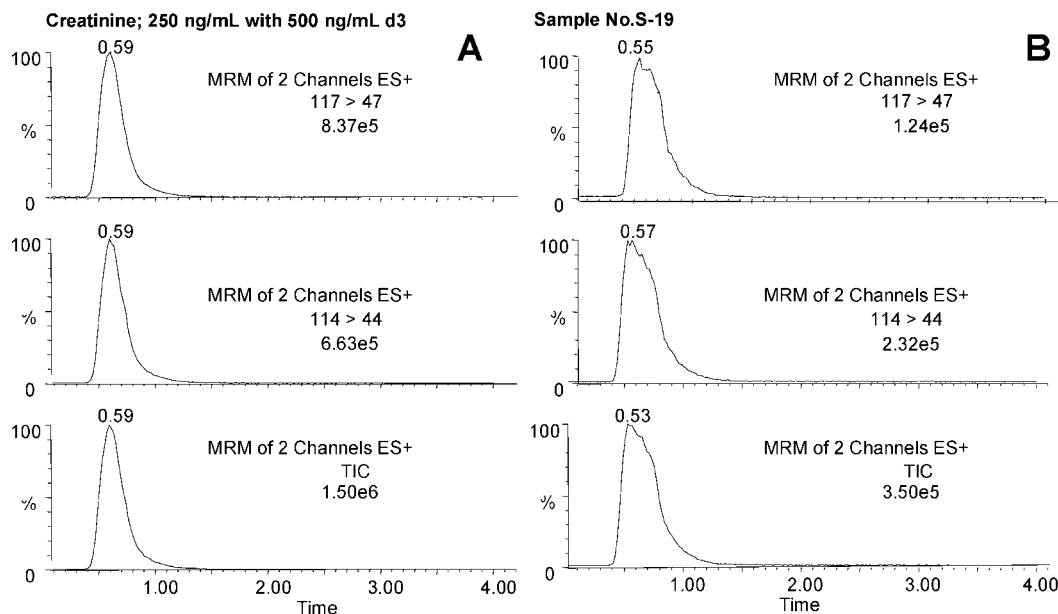 Creatinine; 250 ng/mL with 500 ng/mL d3
A
0.59
100
MRM of 2 Channels ES+
117 > 47
8.37e5
%
0
0.59
100
MRM of 2 Channels ES+
114 > 44
6.63e5
%
0
0.59
100
MRM of 2 Channels ES+
TIC
1.50e6
%
0
1.00 2.00 3.00 4.00
Time
Sample No.S-19
B
0.55
100
MRM of 2 Channels ES+
117 > 47
1.24e5
%
0
0.57
100
MRM of 2 Channels ES+
114 > 44
2.32e5
%
0
0.53
100
MRM of 2 Channels ES+
TIC
3.50e5
%
0
1.00 2.00 3.00 4.00
Time